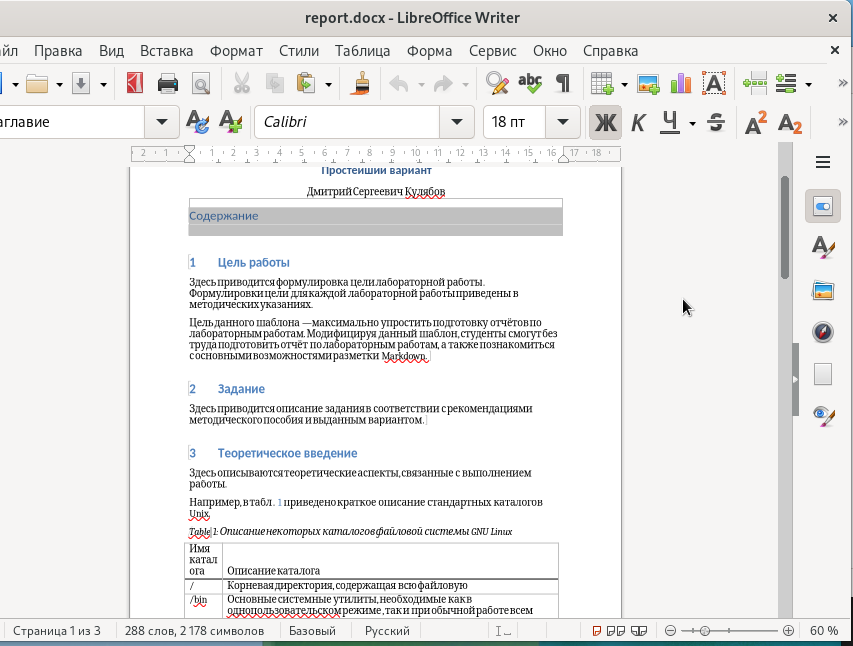 report.docx - LibreOffice Writer
йл Правка Вид Вставка Формат Стили Таблица Форма Сервис Окно Справка
аглавие Calibri 18 пт Ж К Ч S A2 A2
2 1 1 2 3 4 5 6 7 8 9 10 11 12 13 14 15 16 17 18
Простейший вариант
Дмитрий Сергеевич Кулябов
Содержание
1 Цель работы
Здесь приводится формулировка цели лабораторной работы.
Формулировки цели для каждой лабораторной работы приведены в
методических указаниях.
Цель данного шаблона — максимально упростить подготовку отчётов по
лабораторным работам. Модифицируя данный шаблон, студенты смогут без
труда подготовить отчёт по лабораторным работам, а также познакомиться
с основными возможностями разметки Markdown.
2 Задание
Здесь приводится описание задания в соответствии с рекомендациями
методического пособия и выданным вариантом.
3 Теоретическое введение
Здесь описываются теоретические аспекты, связанные с выполнением
работы.
Например, в табл. 1 приведено краткое описание стандартных каталогов
Unix.
Table 1: Описание некоторых каталогов файловой системы GNU Linux
Имя
катал
ога Описание каталога
/ Корневая директория, содержащая всю файловую
/bin Основные системные утилиты, необходимые как в
однопользовательском режиме, так и при обычной работе всем
Страница 1 из 3 288 слов, 2 178 символов Базовый Русский 60 %